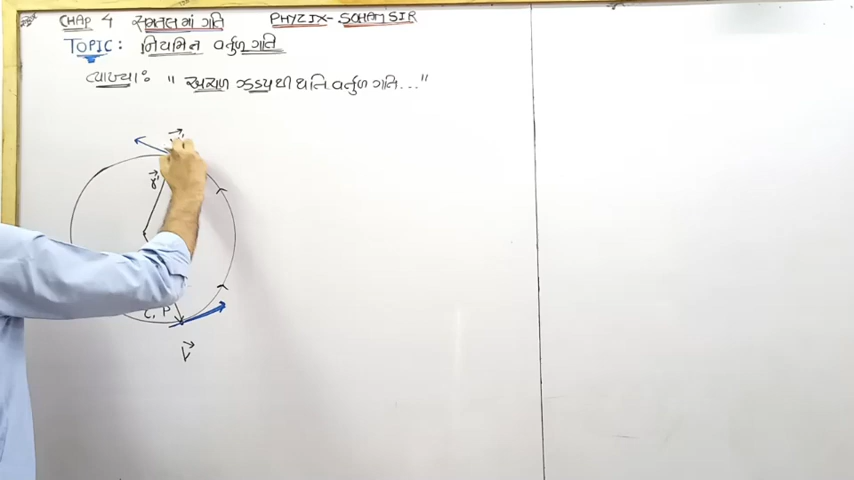 CHAP 4 સમતલમાં ગતિ PHYZIX-SOHAM SIR
TOPIC: નિયમિત વર્તુળ ગતિ
વ્યાખ્યા: " અચળ ઝડપથી થતિ વર્તુળ ગતિ..."
C, P